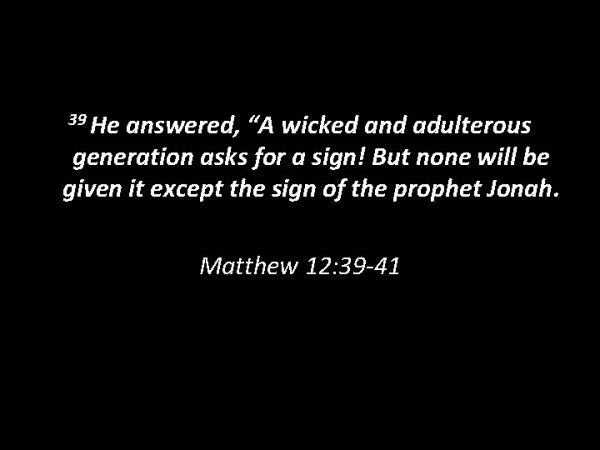 39 He answered, “A wicked and adulterous
generation asks for a sign! But none will be
given it except the sign of the prophet Jonah.
Matthew 12:39-41